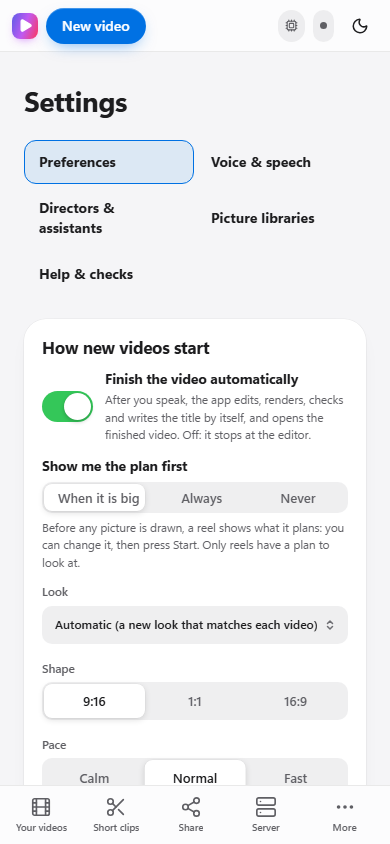 New video
Settings
Preferences
Voice & speech
Directors &
assistants
Picture libraries
Help & checks
How new videos start
Finish the video automatically
After you speak, the app edits, renders, checks
and writes the title by itself, and opens the
finished video. Off: it stops at the editor.
Show me the plan first
When it is big
Always
Never
Before any picture is drawn, a reel shows what it plans: you
can change it, then press Start. Only reels have a plan to
look at.
Look
Automatic (a new look that matches each video)
Shape
9:16
1:1
16:9
Pace
Calm
Normal
Fast
Your videos
Short clips
Share
Server
More